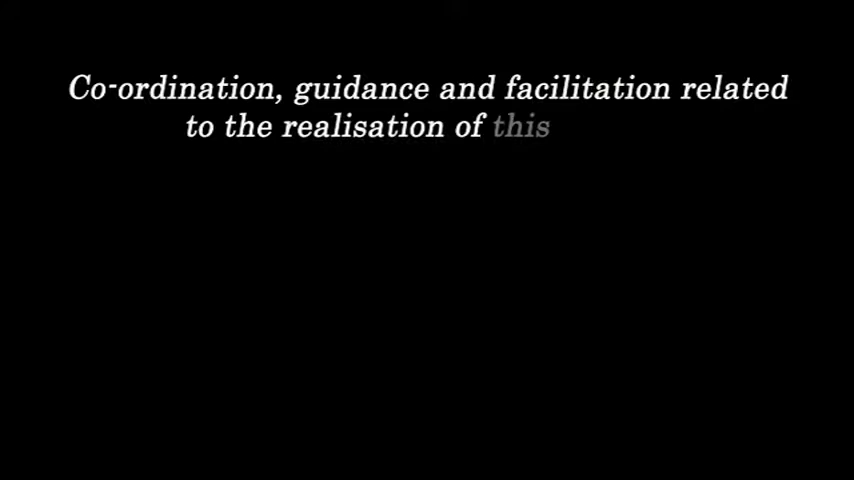 Co-ordination, guidance and facilitation related
to the realisation of this